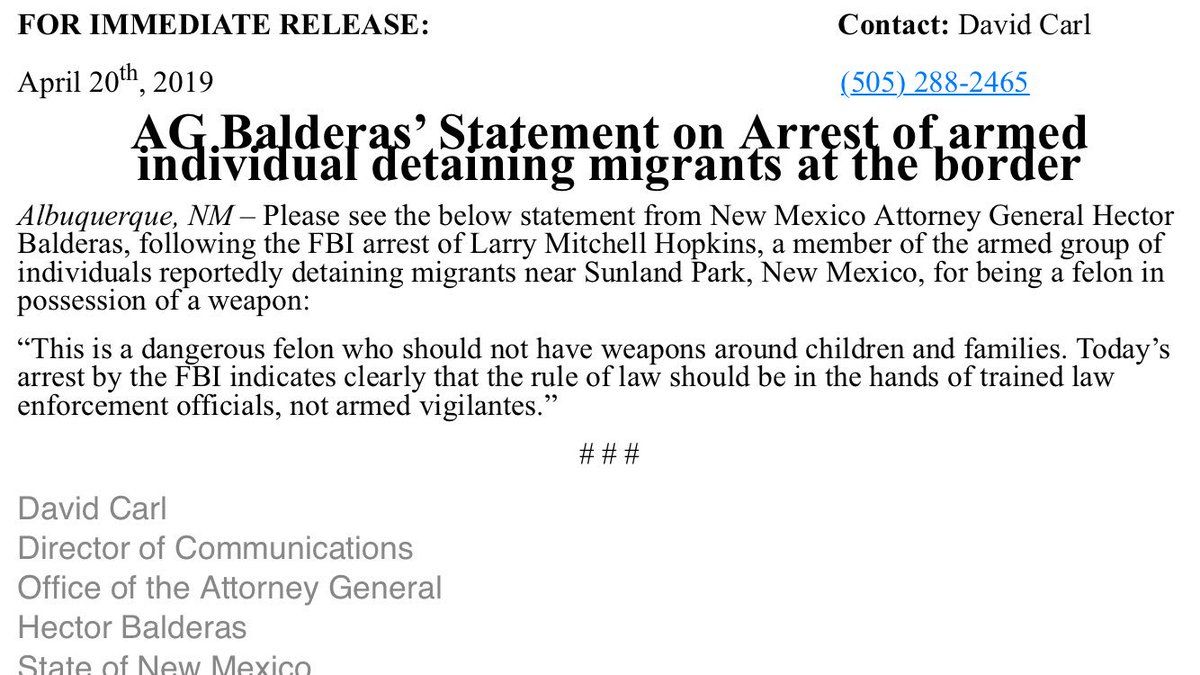 FOR IMMEDIATE RELEASE: Contact: David Carl
April 20th, 2019 (505) 288-2465
AG Balderas’ Statement on Arrest of armed
individual detaining migrants at the border
Albuquerque, NM – Please see the below statement from New Mexico Attorney General Hector
Balderas, following the FBI arrest of Larry Mitchell Hopkins, a member of the armed group of
individuals reportedly detaining migrants near Sunland Park, New Mexico, for being a felon in
possession of a weapon:
“This is a dangerous felon who should not have weapons around children and families. Today’s
arrest by the FBI indicates clearly that the rule of law should be in the hands of trained law
enforcement officials, not armed vigilantes.”
# # #
David Carl
Director of Communications
Office of the Attorney General
Hector Balderas
State of New Mexico